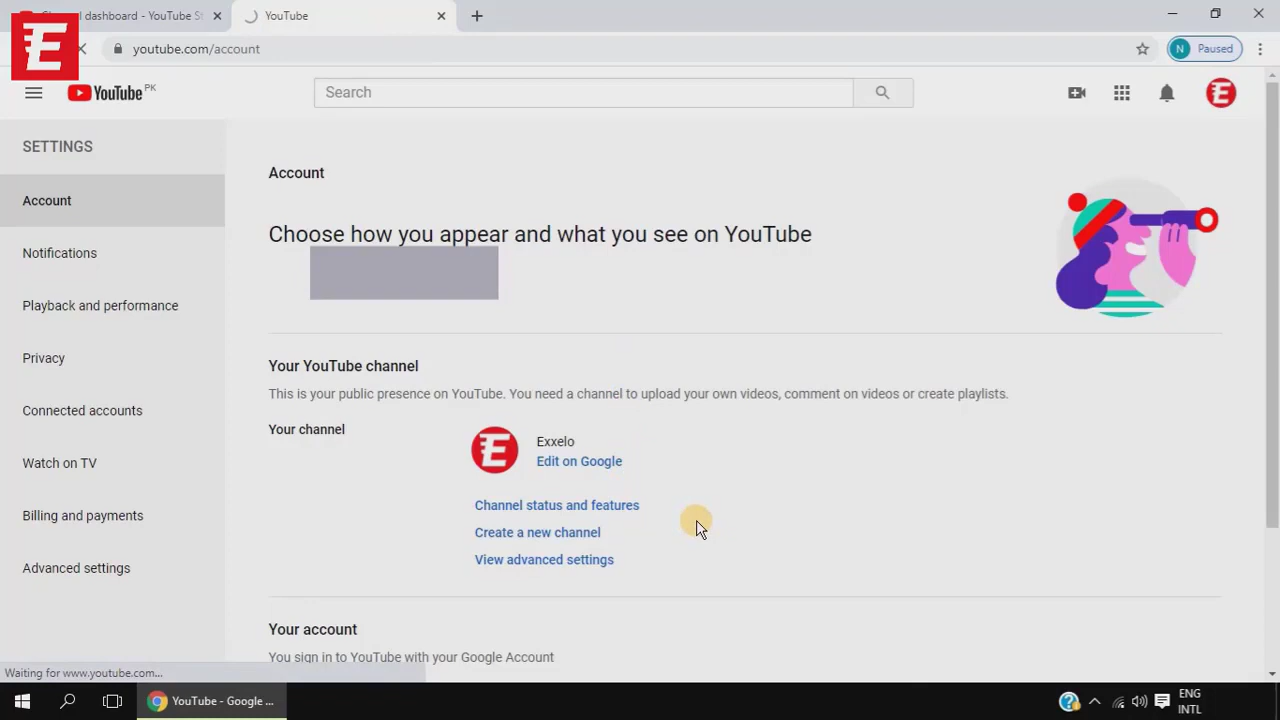 Channel dashboard - YouTube St
YouTube
E
youtube.com/account
N
Paused
YouTube PK
Search
E
SETTINGS
Account
Notifications
Playback and performance
Privacy
Connected accounts
Watch on TV
Billing and payments
Advanced settings
Account
Choose how you appear and what you see on YouTube
Your YouTube channel
This is your public presence on YouTube. You need a channel to upload your own videos, comment on videos or create playlists.
Your channel
E
Exxelo
Edit on Google
Channel status and features
Create a new channel
View advanced settings
Your account
You sign in to YouTube with your Google Account
Waiting for www.youtube.com...
YouTube - Google ...
ENG
INTL